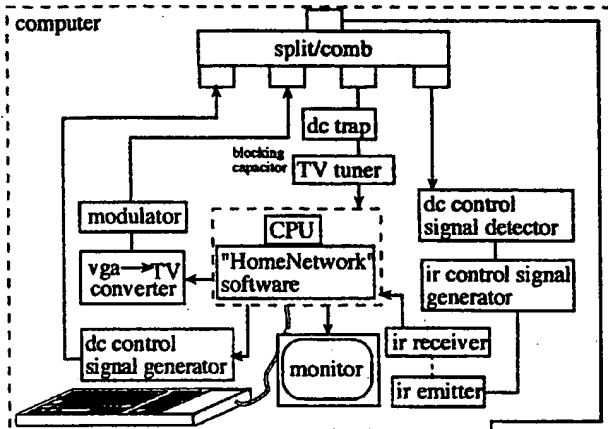 computer
split/comb
dc trap
blocking
capacitor
TV tuner
modulator
dc control
signal detector
CPU
"HomeNetwork"
software
vga→TV
converter
ir control signal
generator
dc control
signal generator
monitor
ir receiver
ir emitter